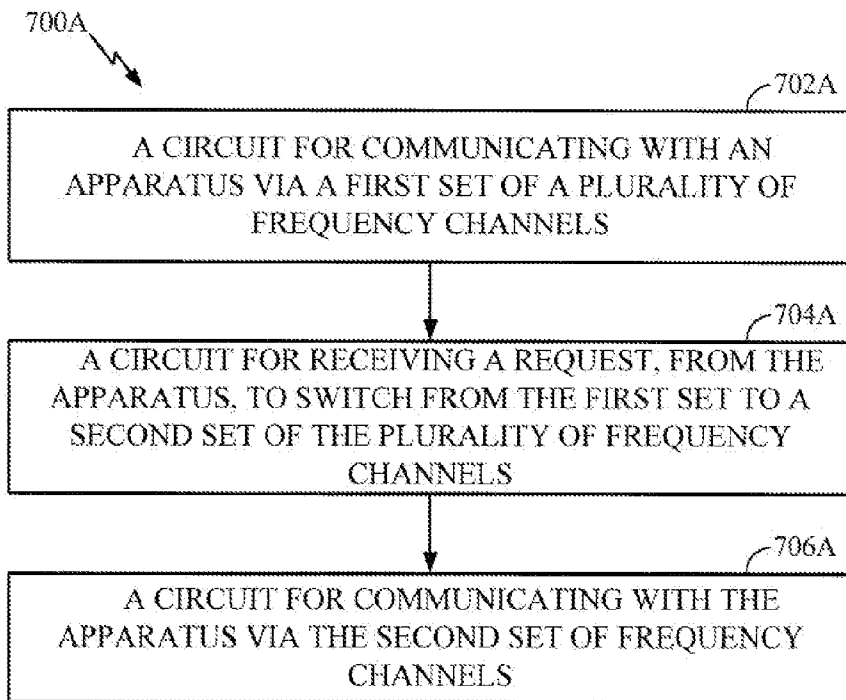 700A
702A
A CIRCUIT FOR COMMUNICATING WITH AN
APPARATUS VIA A FIRST SET OF A PLURALITY OF
FREQUENCY CHANNELS
704A
A CIRCUIT FOR RECEIVING A REQUEST, FROM THE
APPARATUS, TO SWITCH FROM THE FIRST SET TO A
SECOND SET OF THE PLURALITY OF FREQUENCY
CHANNELS
706A
A CIRCUIT FOR COMMUNICATING WITH THE
APPARATUS VIA THE SECOND SET OF FREQUENCY
CHANNELS